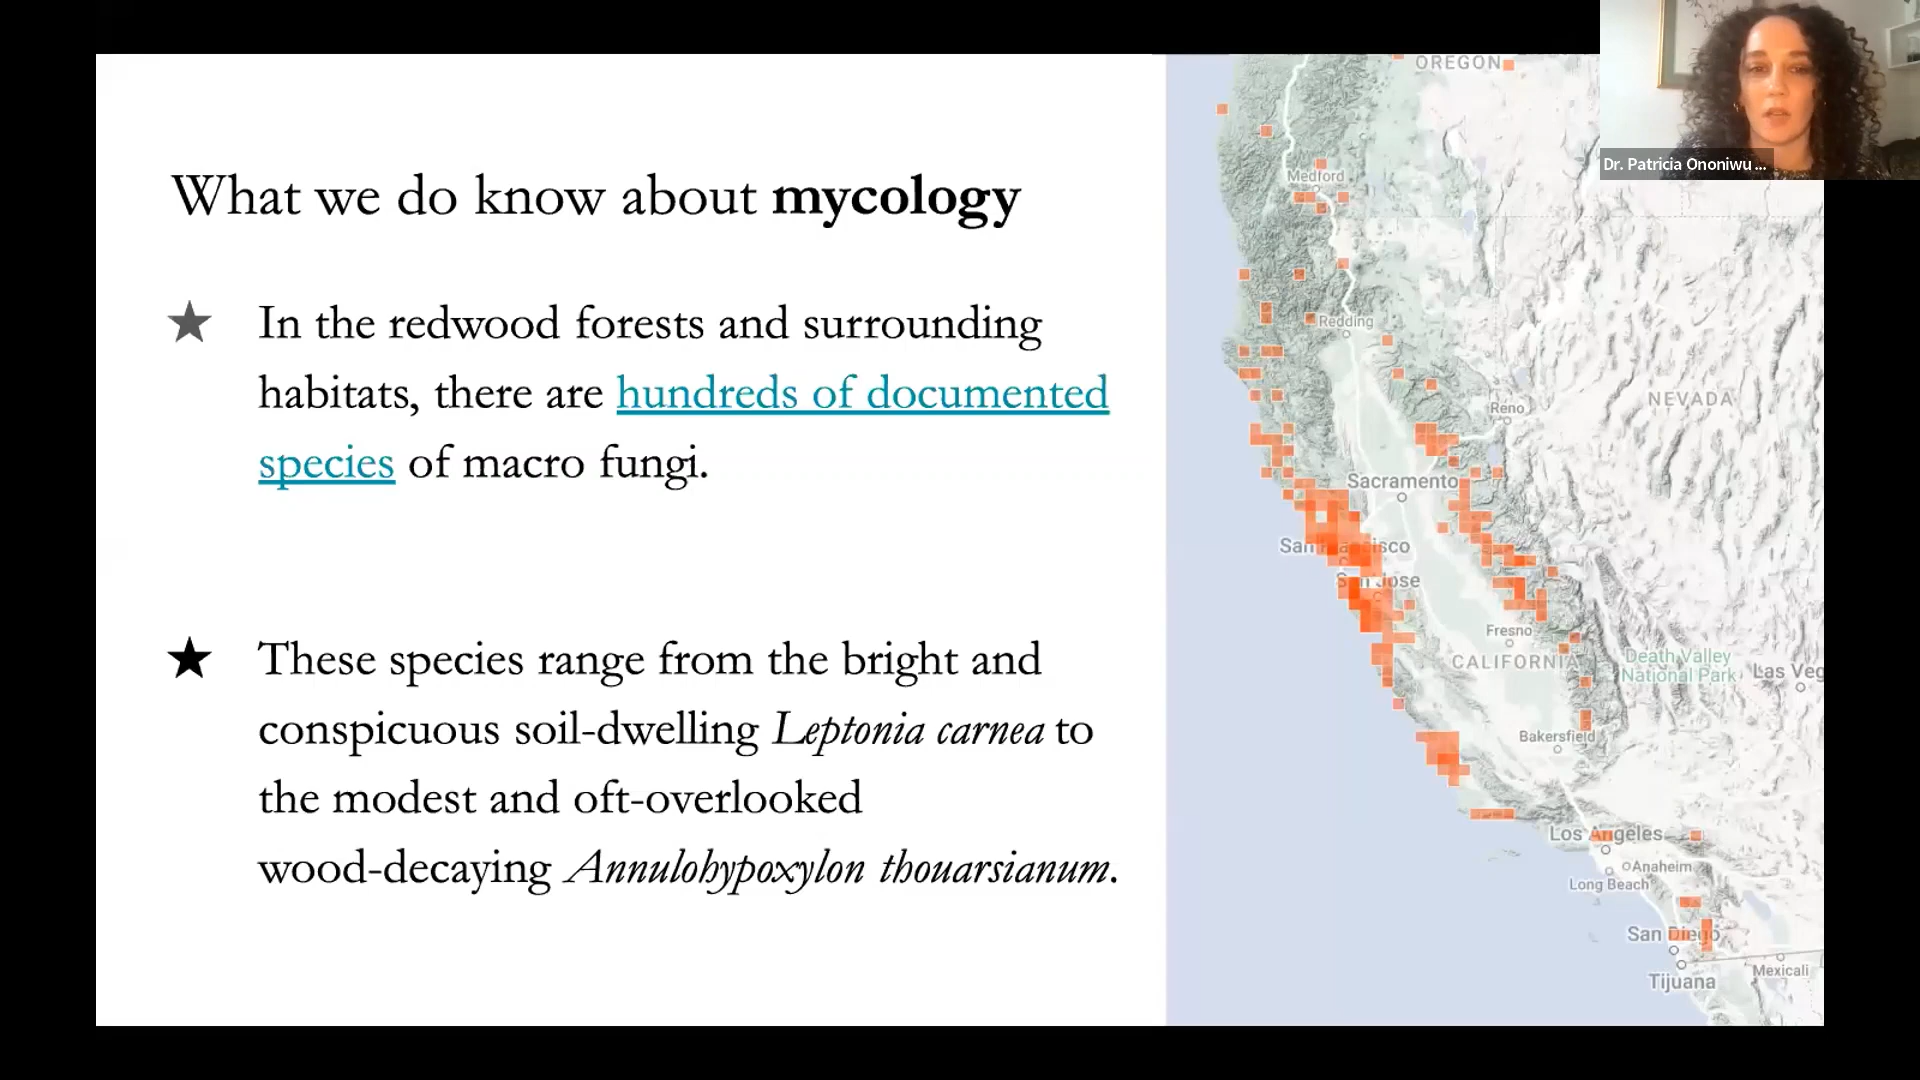 What we do know about mycology
In the redwood forests and surrounding
habitats, there are hundreds of documented
species of macro fungi.
These species range from the bright and
conspicuous soil-dwelling Leptonia carnea to
the modest and oft-overlooked
wood-decaying Annulohypoxylon thouarsianum.
Dr. Patricia Ononiwu ...
OREGON
Medford
Redding
Reno
NEVADA
Sacramento
San Francisco
San Jose
Fresno
CALIFORNIA
Death Valley
National Park
Las Veg
Bakersfield
Los Angeles
Anaheim
Long Beach
San Diego
Tijuana
Mexicali